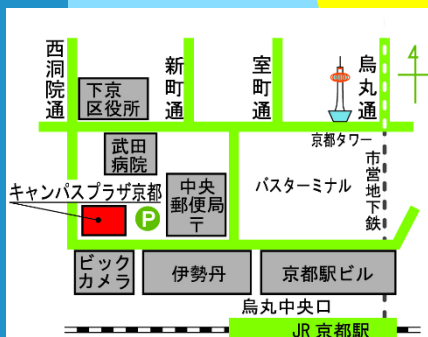 西洞院通
新町通
室町通
烏丸通
4
下京
区役所
京都タワー
武田
病院
市営地下鉄
キャンパスプラザ京都
中央
郵便局
〒
バスターミナル
P
ビック
カメラ
伊勢丹
京都駅ビル
烏丸中央口
JR 京都駅